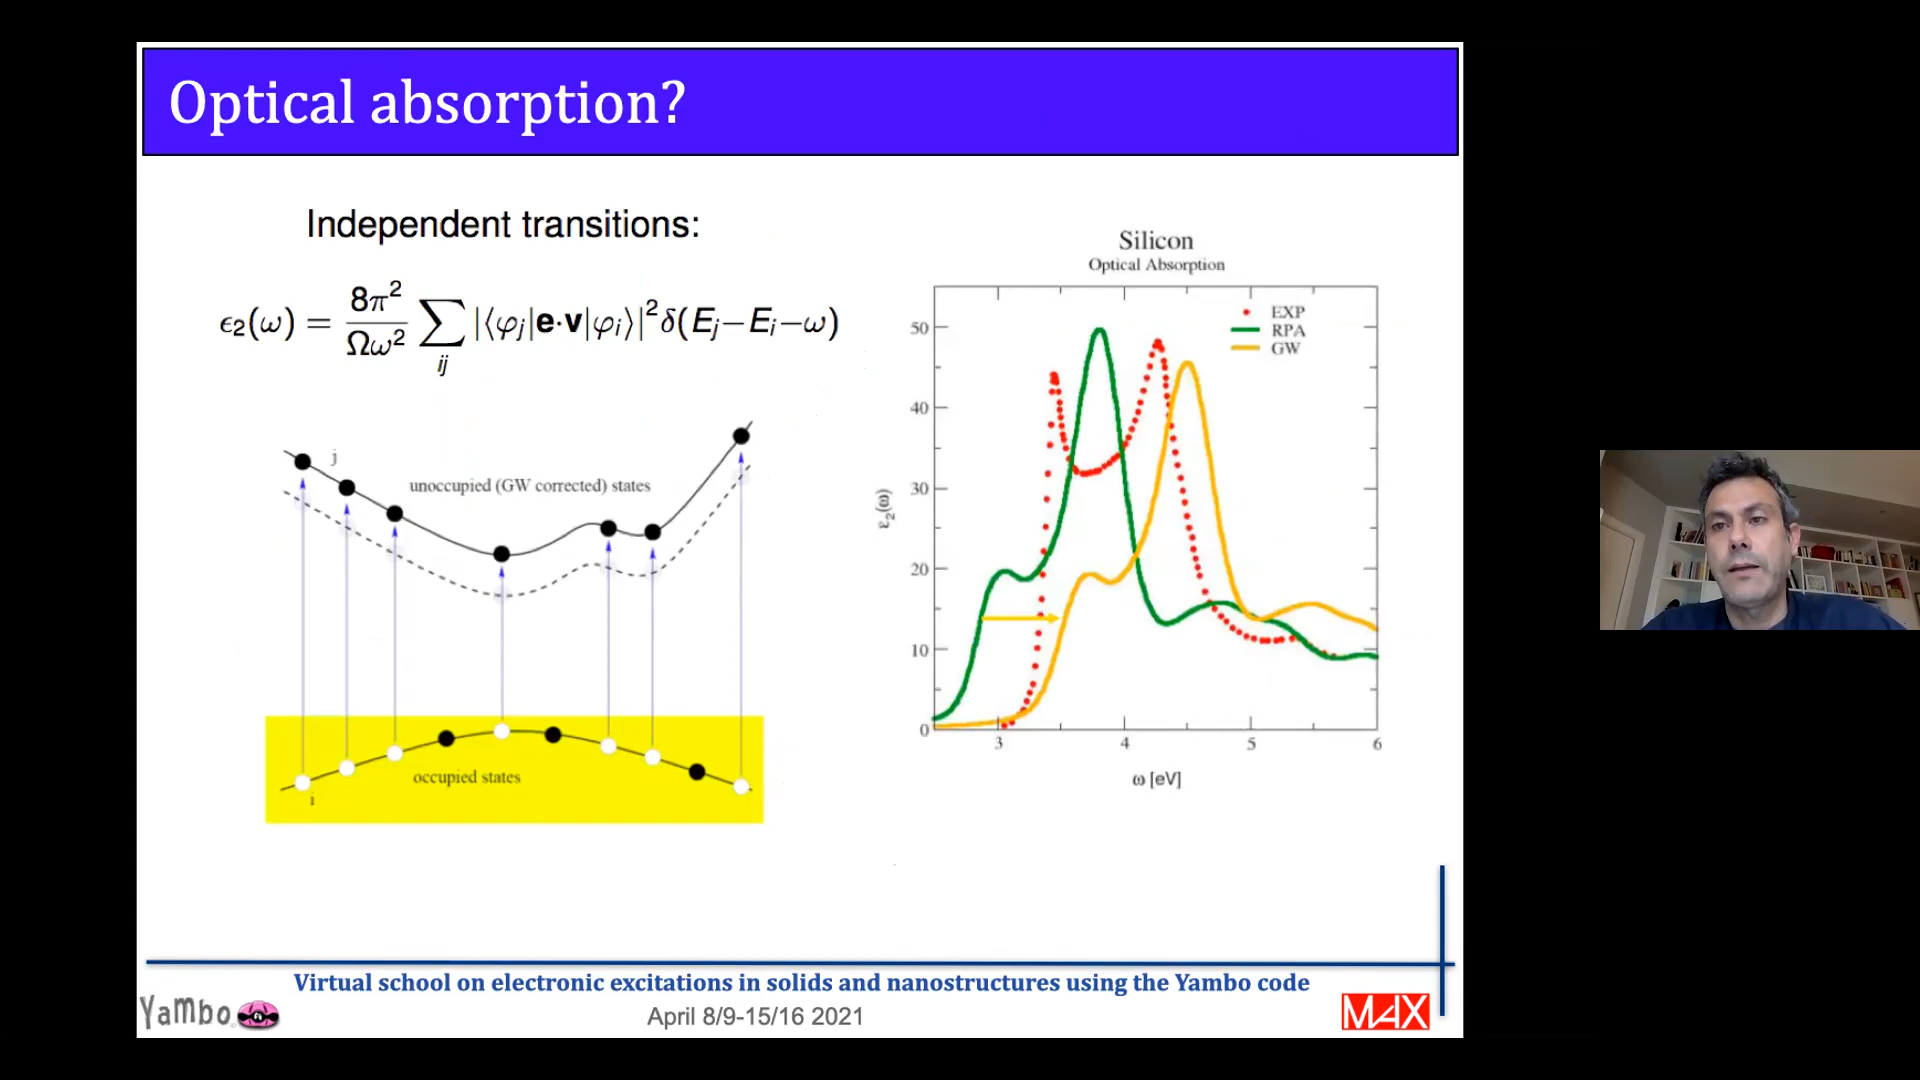 Optical absorption?
Independent transitions:
ϵ₂(ω) = 8π²/Ωω² ∑ᵢⱼ |⟨φⱼ|e·v|φᵢ⟩|² δ(Eⱼ−Eᵢ−ω)
j
unoccupied (GW corrected) states
occupied states
i
Silicon
Optical Absorption
EXP
RPA
GW
50
40
30
20
10
0
ε₂(ω)
3 4 5 6
ω [eV]
Virtual school on electronic excitations in solids and nanostructures using the Yambo code
April 8/9-15/16 2021
Yambo
MAX